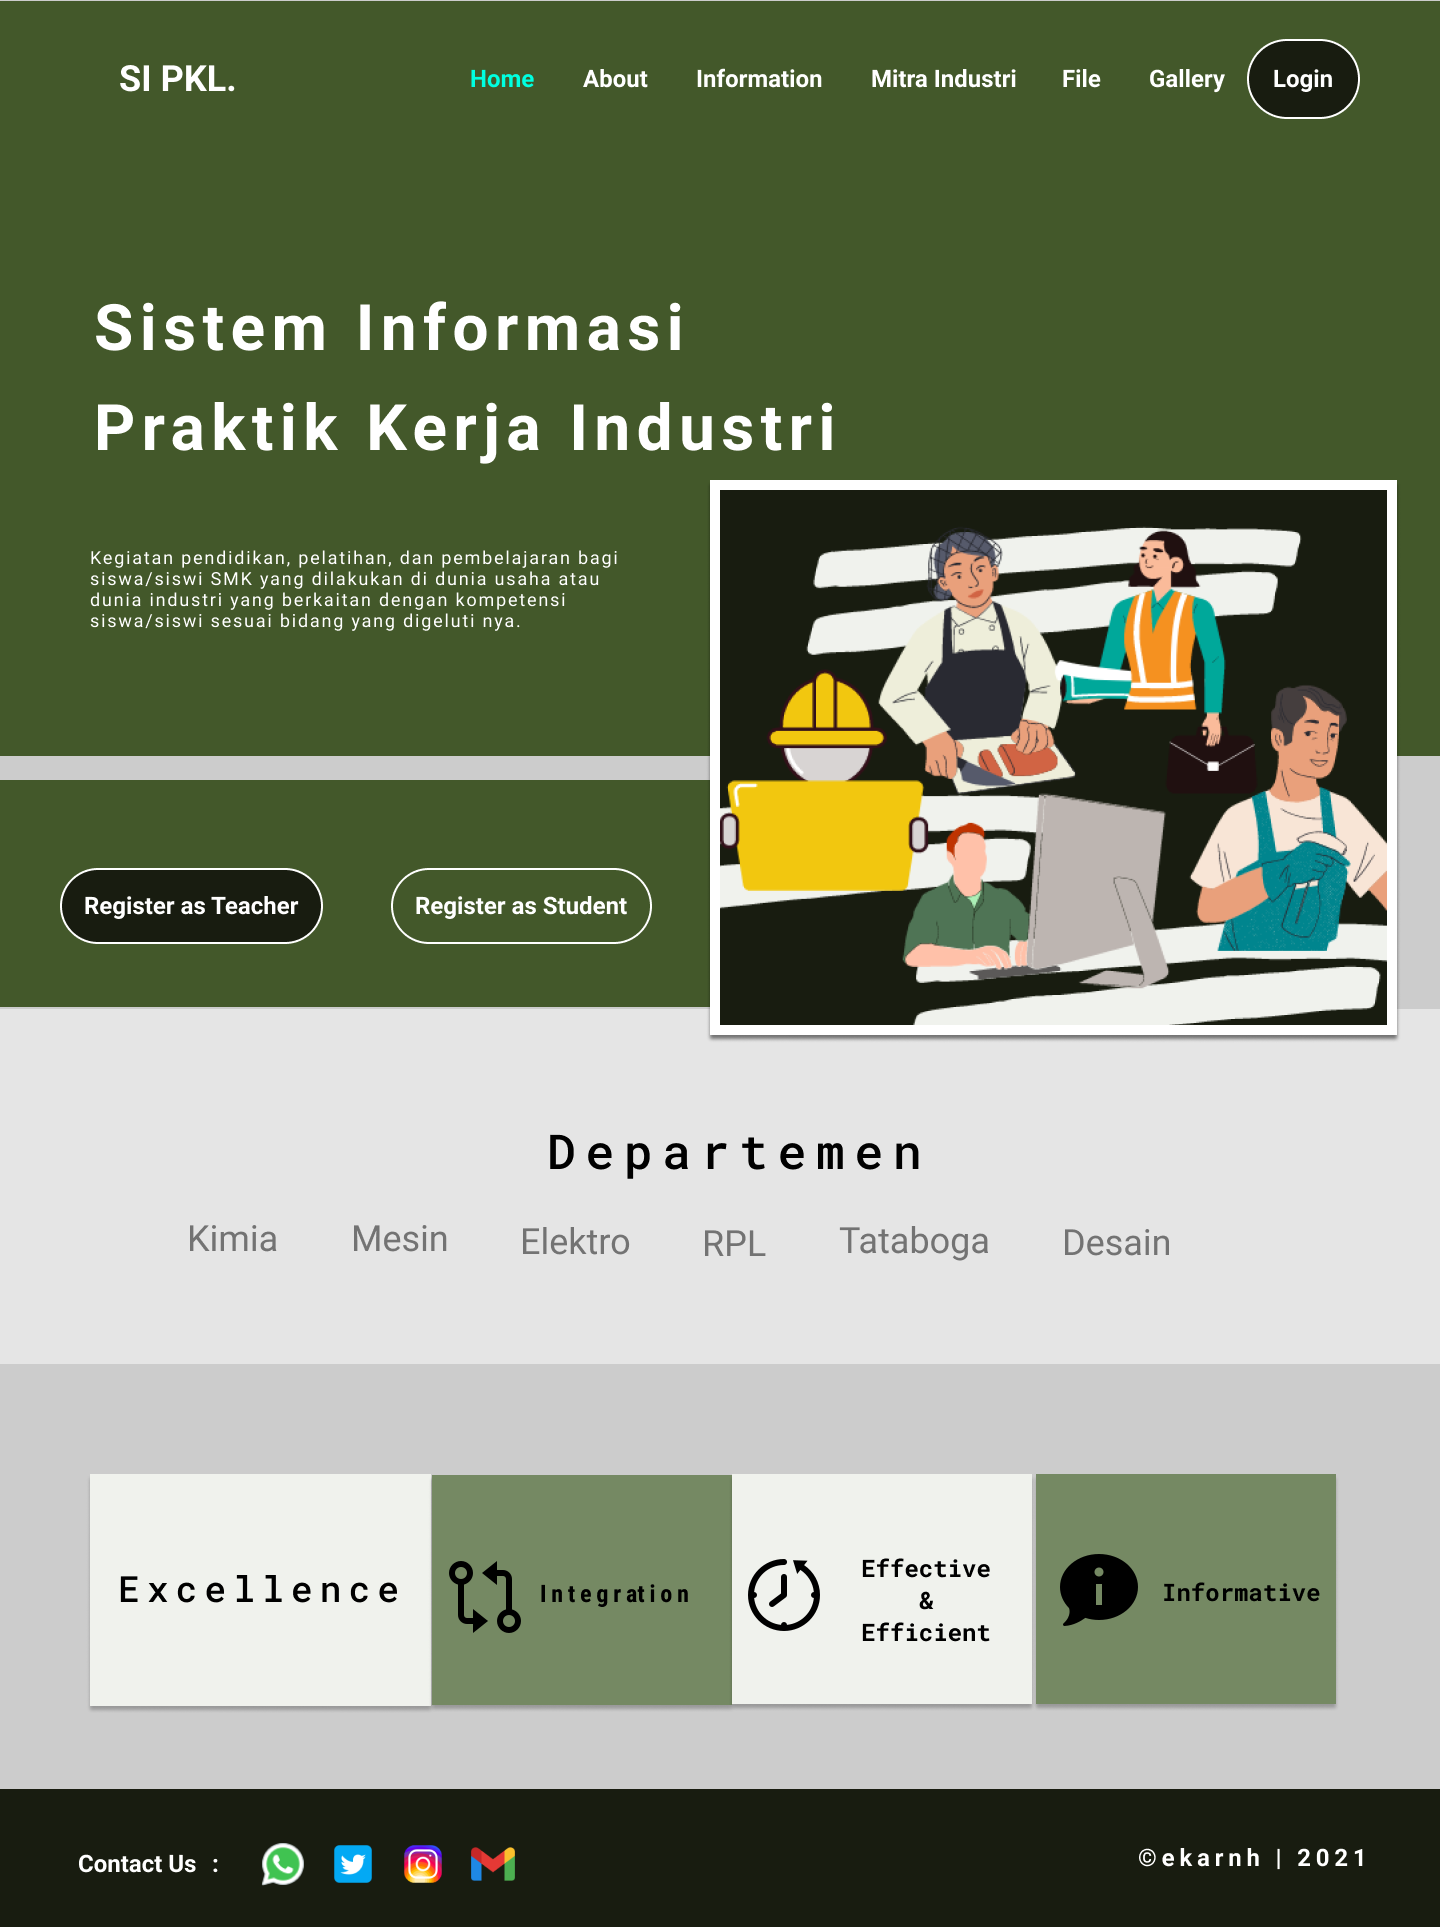 SI PKL.
Home
About
Information
Mitra Industri
File
Gallery
Login
Sistem Informasi
Praktik Kerja Industri
Kegiatan pendidikan, pelatihan, dan pembelajaran bagi
siswa/siswi SMK yang dilakukan di dunia usaha atau
dunia industri yang berkaitan dengan kompetensi
siswa/siswi sesuai bidang yang digeluti nya.
Register as Teacher
Register as Student
Departemen
Kimia
Mesin
Elektro
RPL
Tataboga
Desain
Excellence
Integration
Effective
&
Efficient
Informative
Contact Us :
©ekarnh | 2021